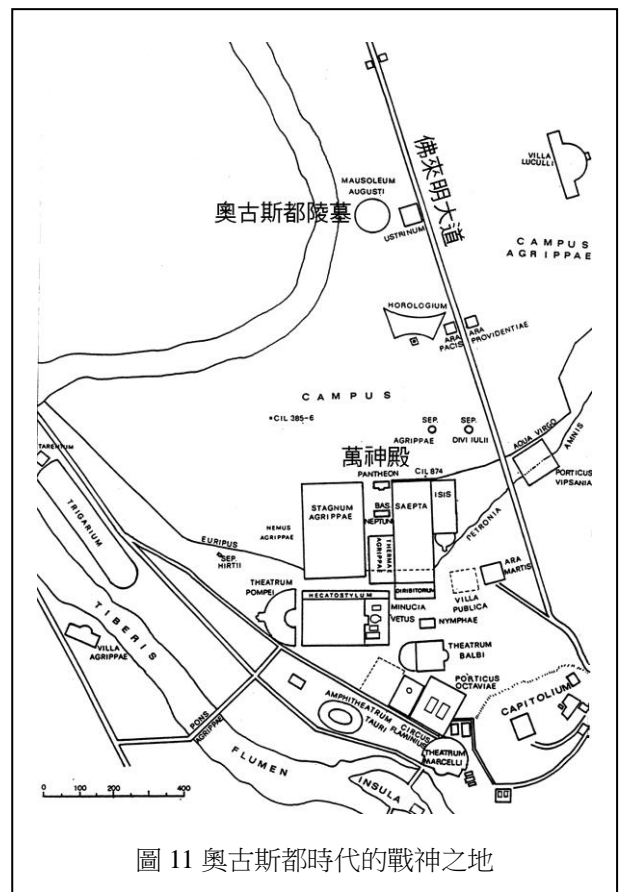 佛來明大道
VILLA
LUCULLI
MAUSOLEUM
AUGUSTI
奧古斯都陵墓
USTRINUM
CAMPUS
AGRIPPAE
HOROLOGIUM
ARA
PACIS
ARA
PROVIDENTIAE
CAMPUS
*CIL 385-6
SEP.
AGRIPPAE
SEP.
DIVI IULII
AQUA VIRGO
AMNIS
PETRONIA
萬神殿
PANTHEON
CIL 874
PORTICUS
VIPSANIA
TARENTUM
TRIGARIUM
STAGNUM
AGRIPPAE
BAS
NEPTUNI
SAEPTA
ISIS
NEMUS
AGRIPPAE
EURIPUS
SEP.
HIRTII
THERMAE
AGRIPPAE
ARA
MARTIS
THEATRUM
POMPEI
HECATOSTYLUM
DIRIBITORIUM
VILLA
PUBLICA
MINUCIA
VETUS
NYMPHAE
TIBERIS
VILLA
AGRIPPAE
THEATRUM
BALBI
PORTICUS
OCTAVIAE
CAPITOLIUM
PONS
AGRIPPAE
AMPHITHEATRUM
TAURI
CIRCUS
FLAMINIUS
THEATRUM
MARCELLI
FLUMEN
INSULA
0 100 200 400
圖 11 奧古斯都時代的戰神之地